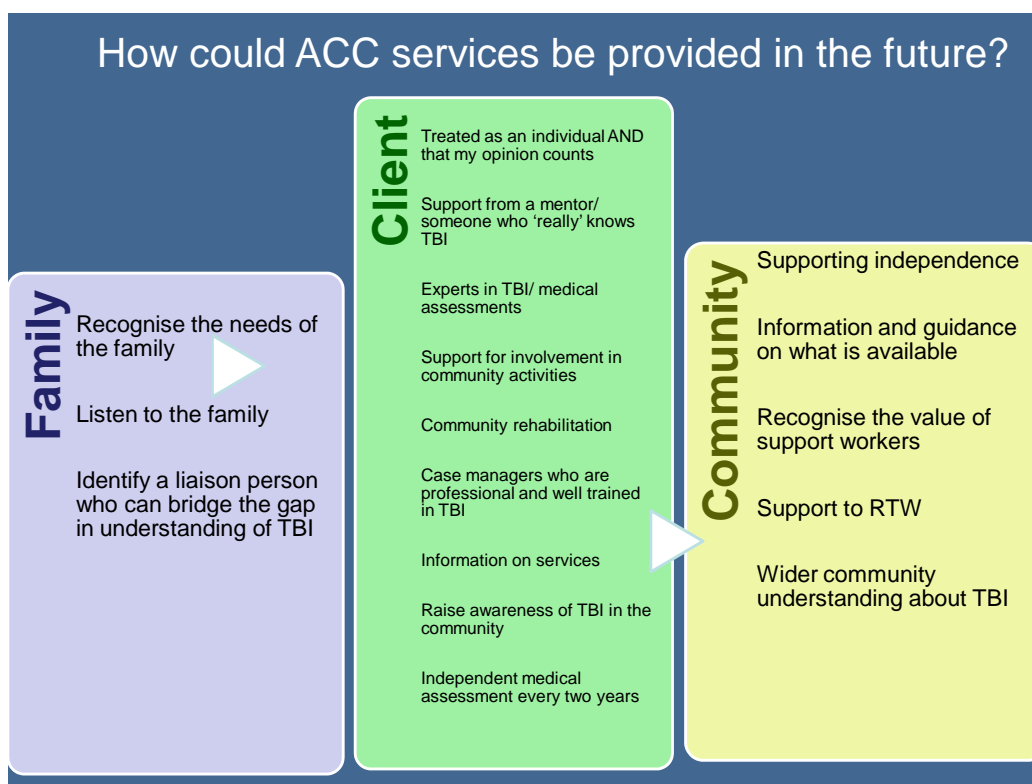 How could ACC services be provided in the future?
Family
Recognise the needs of
the family
Listen to the family
Identify a liaison person
who can bridge the gap
in understanding of TBI
Client
Treated as an individual AND
that my opinion counts
Support from a mentor/
someone who ‘really’ knows
TBI
Experts in TBI/ medical
assessments
Support for involvement in
community activities
Community rehabilitation
Case managers who are
professional and well trained
in TBI
Information on services
Raise awareness of TBI in the
community
Independent medical
assessment every two years
Community
Supporting independence
Information and guidance
on what is available
Recognise the value of
support workers
Support to RTW
Wider community
understanding about TBI